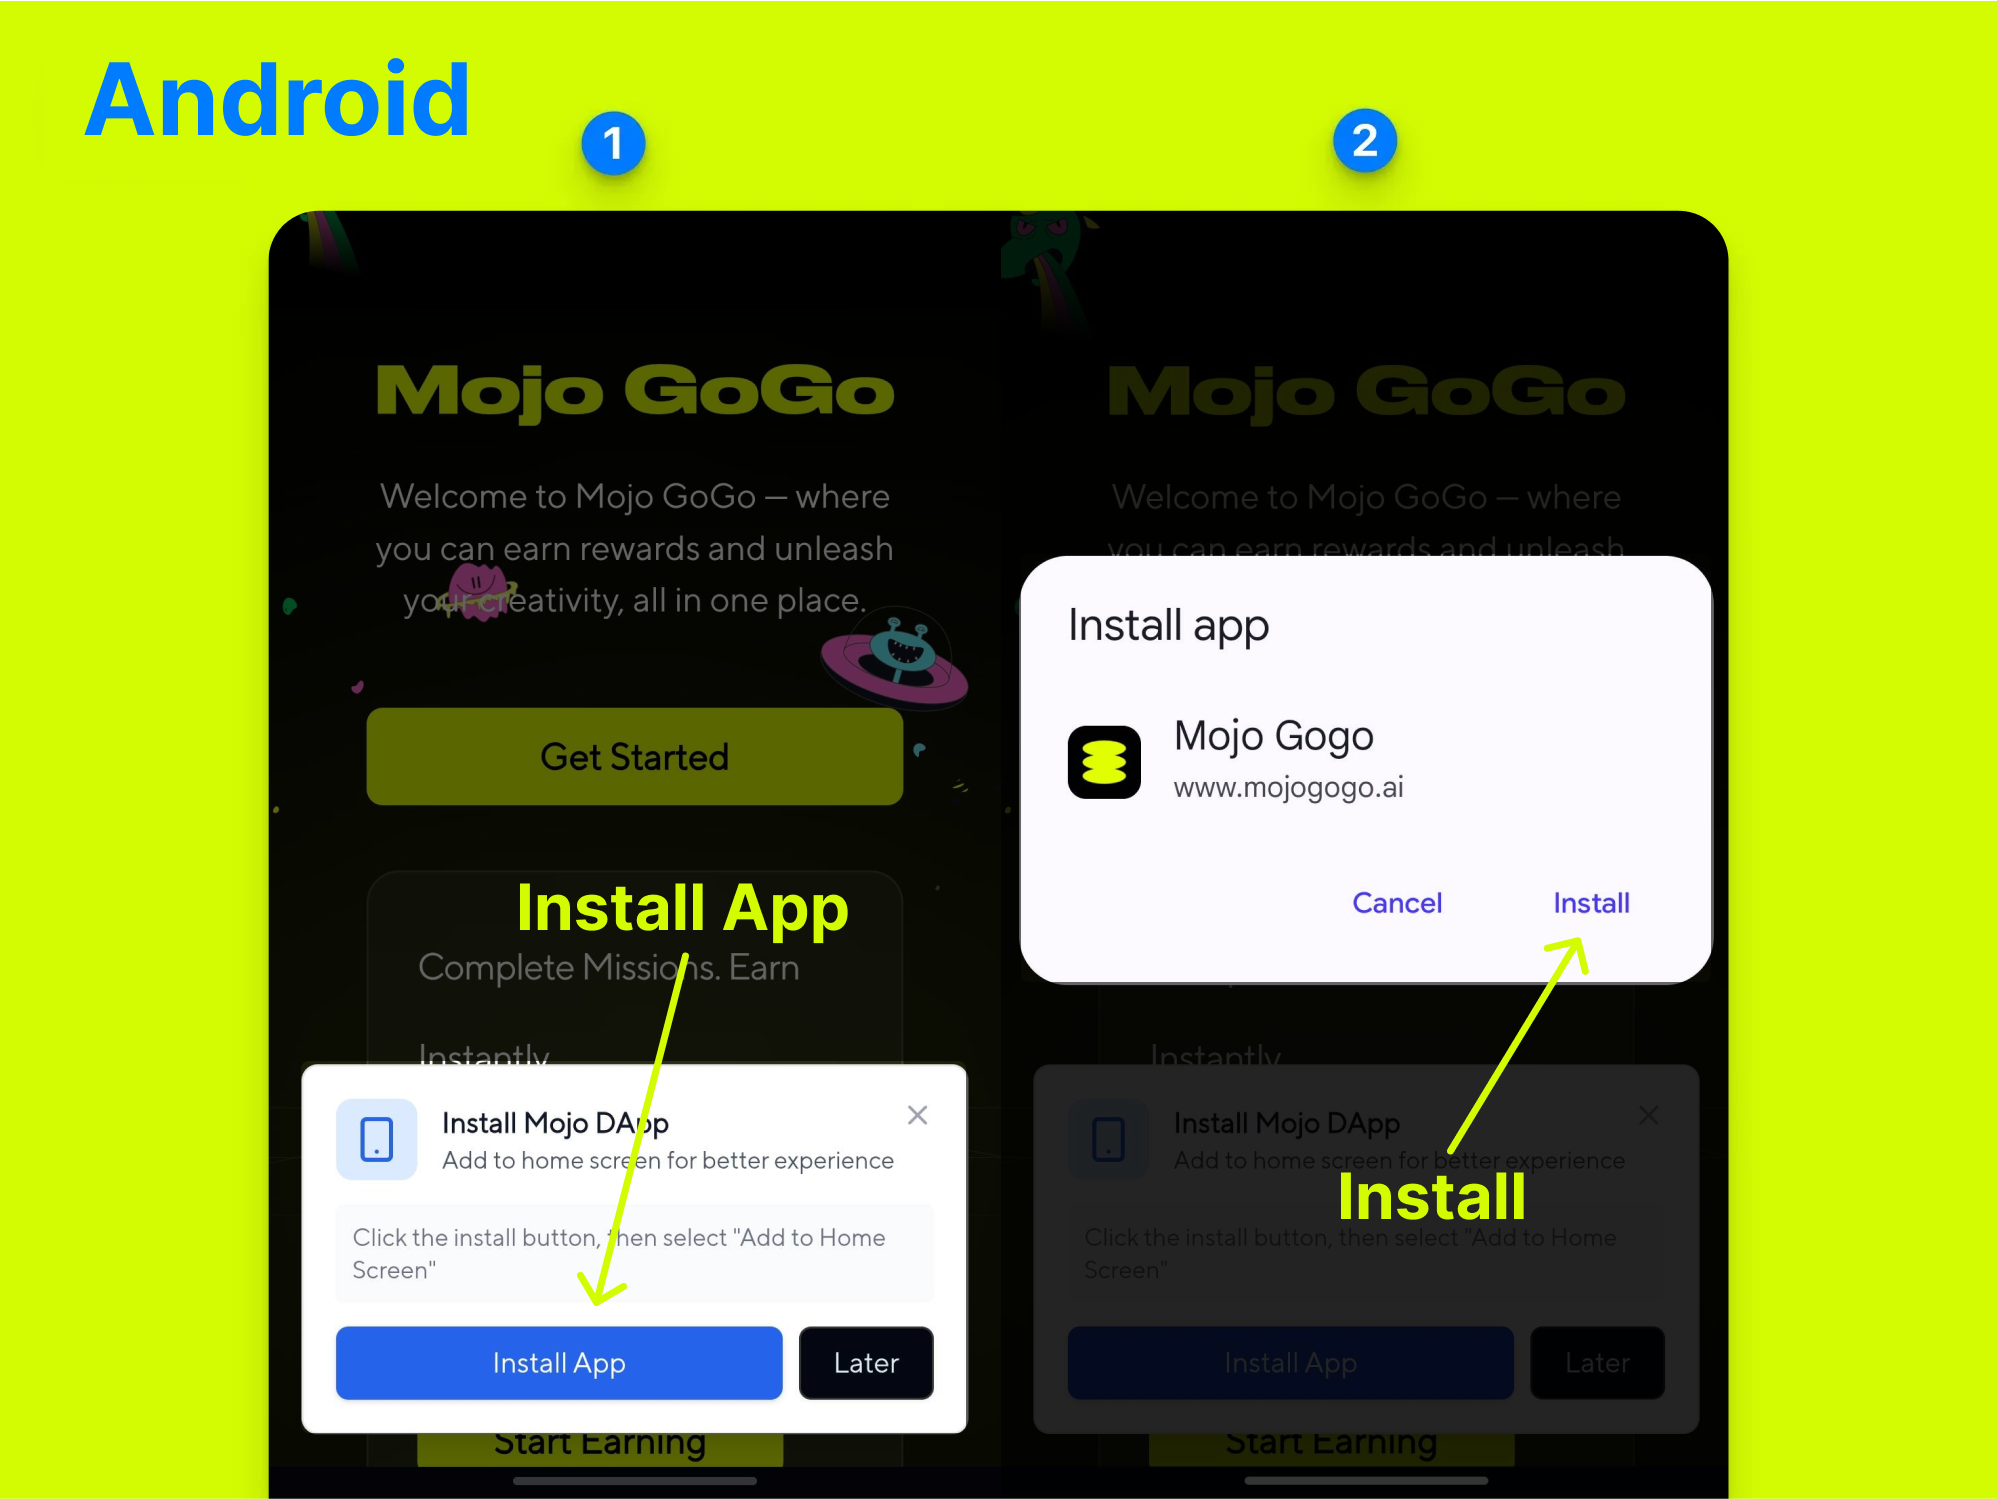 Android
1
2
Mojo GoGo
Welcome to Mojo GoGo — where
you can earn rewards and unleash
your creativity, all in one place.
Get Started
Install App
Complete Missions. Earn
Instantly
Install Mojo DApp
Add to home screen for better experience
Click the install button, then select "Add to Home
Screen"
Install App
Later
Start Earning
Mojo GoGo
Welcome to Mojo GoGo — where
you can earn rewards and unleash
Install app
Mojo Gogo
www.mojogogo.ai
Cancel
Install
Instantly
Install Mojo DApp
Add to home screen for better experience
Install
Click the install button, then select "Add to Home
Screen"
Install App
Later
Start Earning